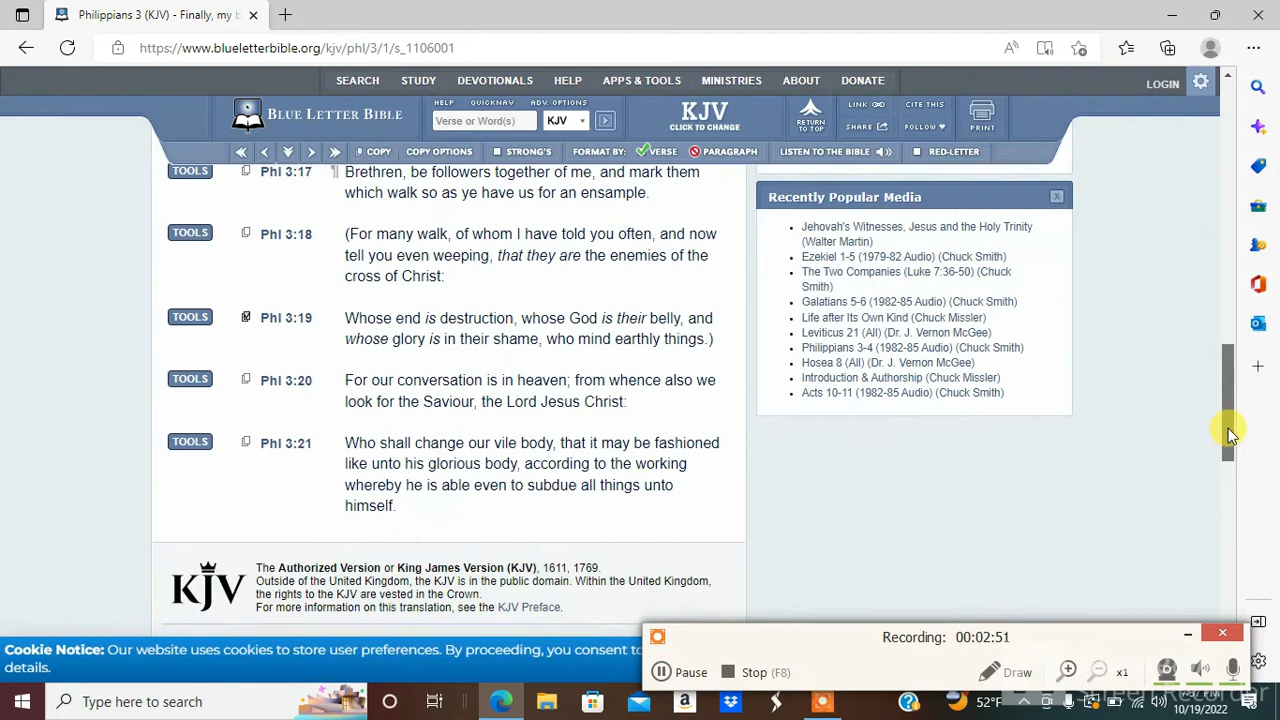 Philippians 3 (KJV) - Finally, my b
https://www.blueletterbible.org/kjv/phl/3/1/s_1106001
SEARCH STUDY DEVOTIONALS HELP APPS & TOOLS MINISTRIES ABOUT DONATE LOGIN
BLUE LETTER BIBLE
HELP QUICKNAV ADV. OPTIONS
Verse or Word(s) KJV
KJV
CLICK TO CHANGE
RETURN
TO TOP
LINK CITE THIS
SHARE FOLLOW
PRINT
COPY COPY OPTIONS STRONG'S FORMAT BY: VERSE PARAGRAPH LISTEN TO THE BIBLE RED-LETTER
TOOLS Phl 3:17 ¶ Brethren, be followers together of me, and mark them
which walk so as ye have us for an ensample.
TOOLS Phl 3:18 (For many walk, of whom I have told you often, and now
tell you even weeping, that they are the enemies of the
cross of Christ:
TOOLS Phl 3:19 Whose end is destruction, whose God is their belly, and
whose glory is in their shame, who mind earthly things.)
TOOLS Phl 3:20 For our conversation is in heaven; from whence also we
look for the Saviour, the Lord Jesus Christ:
TOOLS Phl 3:21 Who shall change our vile body, that it may be fashioned
like unto his glorious body, according to the working
whereby he is able even to subdue all things unto
himself.
Recently Popular Media
Jehovah's Witnesses, Jesus and the Holy Trinity
(Walter Martin)
Ezekiel 1-5 (1979-82 Audio) (Chuck Smith)
The Two Companies (Luke 7:36-50) (Chuck
Smith)
Galatians 5-6 (1982-85 Audio) (Chuck Smith)
Life after Its Own Kind (Chuck Missler)
Leviticus 21 (All) (Dr. J. Vernon McGee)
Philippians 3-4 (1982-85 Audio) (Chuck Smith)
Hosea 8 (All) (Dr. J. Vernon McGee)
Introduction & Authorship (Chuck Missler)
Acts 10-11 (1982-85 Audio) (Chuck Smith)
KJV
The Authorized Version or King James Version (KJV), 1611, 1769.
Outside of the United Kingdom, the KJV is in the public domain. Within the United Kingdom,
the rights to the KJV are vested in the Crown.
For more information on this translation, see the KJV Preface.
Cookie Notice: Our website uses cookies to store user preferences. By proceeding, you consent to
details.
Recording: 00:02:51
Pause Stop (F8) Draw x1
Type here to search
52°F
10/19/2022
Screen Recorder